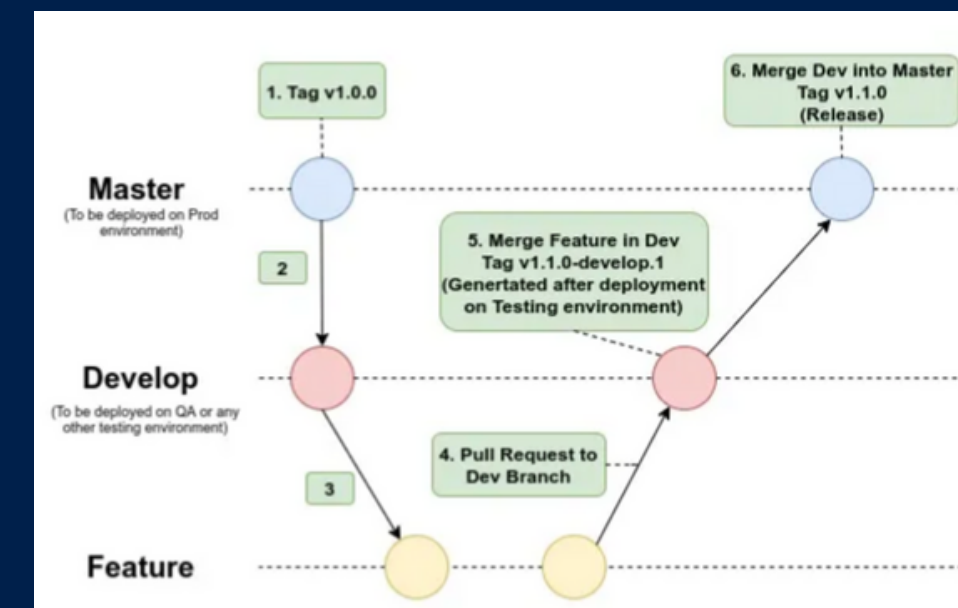 1. Tag v1.0.0
6. Merge Dev into Master
Tag v1.1.0
(Release)
Master
(To be deployed on Prod
environment)
2
5. Merge Feature in Dev
Tag v1.1.0-develop.1
(Genertated after deployment
on Testing environment)
Develop
(To be deployed on QA or any
other testing environment)
4. Pull Request to
Dev Branch
3
Feature